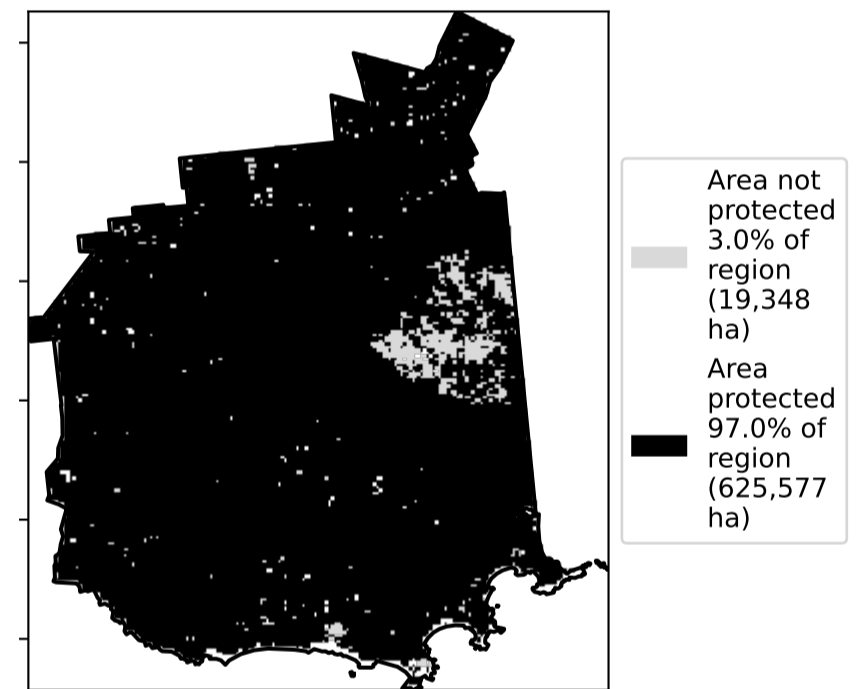 Area not
protected
3.0% of
region
(19,348
ha)
Area
protected
97.0% of
region
(625,577
ha)